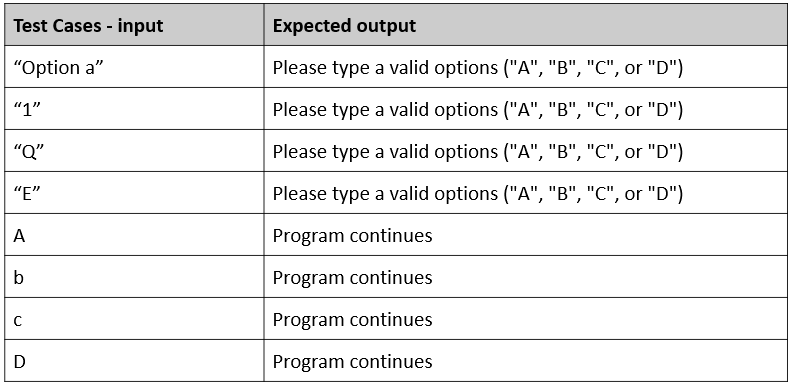 Test Cases - input Expected output
“Option a” Please type a valid options ("A", "B", "C", or "D")
“1” Please type a valid options ("A", "B", "C", or "D")
“Q” Please type a valid options ("A", "B", "C", or "D")
“E” Please type a valid options ("A", "B", "C", or "D")
A Program continues
b Program continues
c Program continues
D Program continues